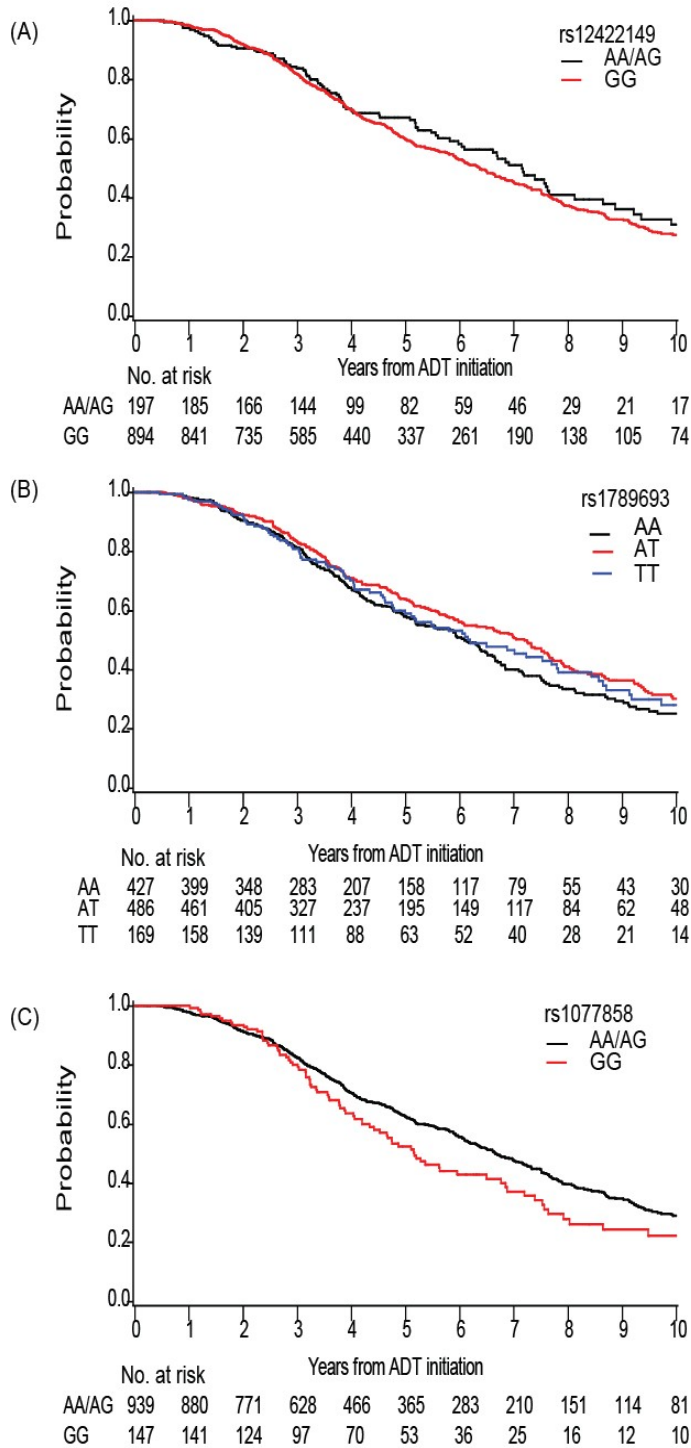 (A)
rs12422149
AA/AG
GG
Probability
1.0
0.8
0.6
0.4
0.2
0.0
0 1 2 3 4 5 6 7 8 9 10
Years from ADT initiation
No. at risk
AA/AG 197 185 166 144 99 82 59 46 29 21 17
GG 894 841 735 585 440 337 261 190 138 105 74
(B)
rs1789693
AA
AT
TT
Probability
1.0
0.8
0.6
0.4
0.2
0.0
0 1 2 3 4 5 6 7 8 9 10
Years from ADT initiation
No. at risk
AA 427 399 348 283 207 158 117 79 55 43 30
AT 486 461 405 327 237 195 149 117 84 62 48
TT 169 158 139 111 88 63 52 40 28 21 14
(C)
rs1077858
AA/AG
GG
Probability
1.0
0.8
0.6
0.4
0.2
0.0
0 1 2 3 4 5 6 7 8 9 10
Years from ADT initiation
No. at risk
AA/AG 939 880 771 628 466 365 283 210 151 114 81
GG 147 141 124 97 70 53 36 25 16 12 10